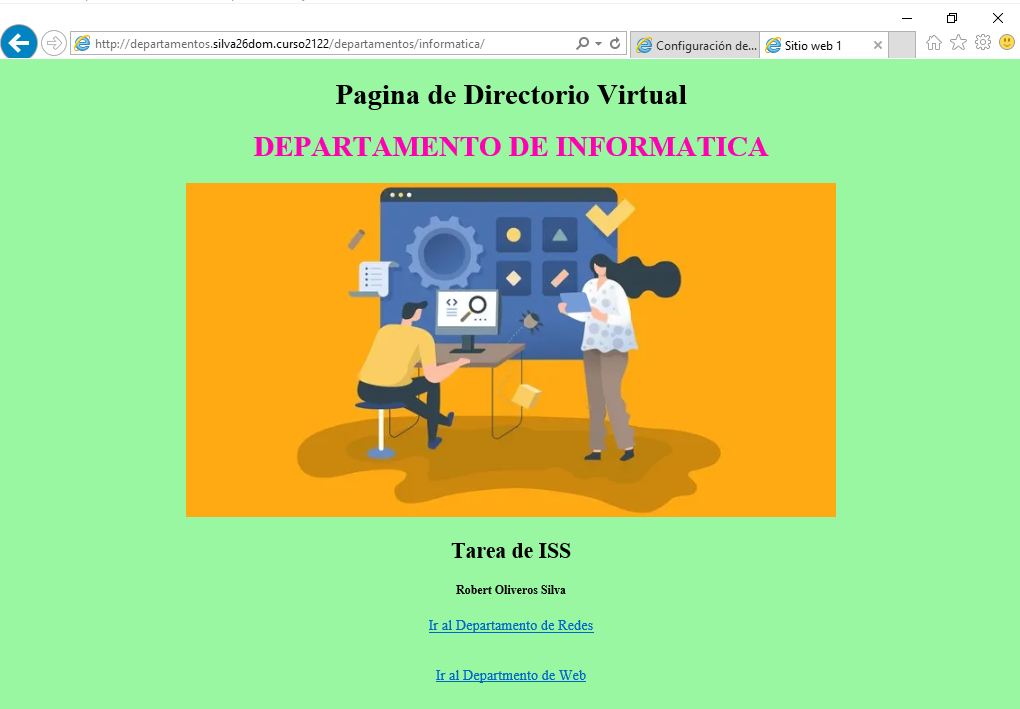 http://departamentos.silva26dom.curso2122/departamentos/informatica/
Configuración de...
Sitio web 1
Pagina de Directorio Virtual
DEPARTAMENTO DE INFORMATICA
Tarea de ISS
Robert Oliveros Silva
Ir al Departamento de Redes
Ir al Departmento de Web